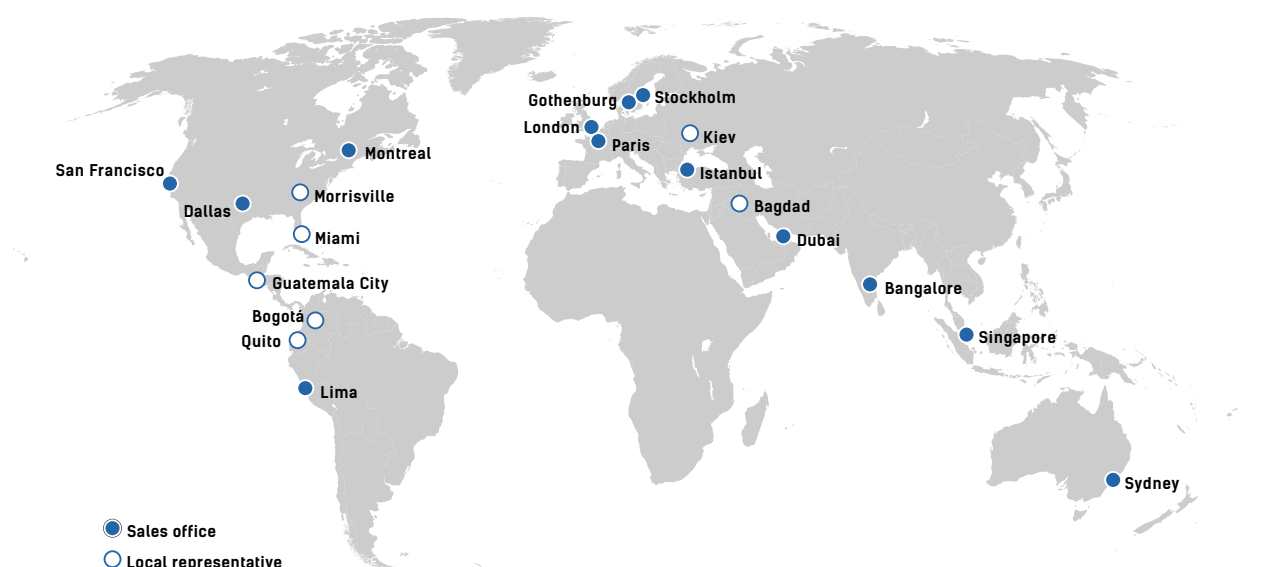 Gothenburg
Stockholm
London
Kiev
Paris
Montreal
San Francisco
Istanbul
Morrisville
Dallas
Bagdad
Miami
Dubai
Guatemala City
Bangalore
Bogotá
Quito
Singapore
Lima
Sydney
Sales office
Local representative